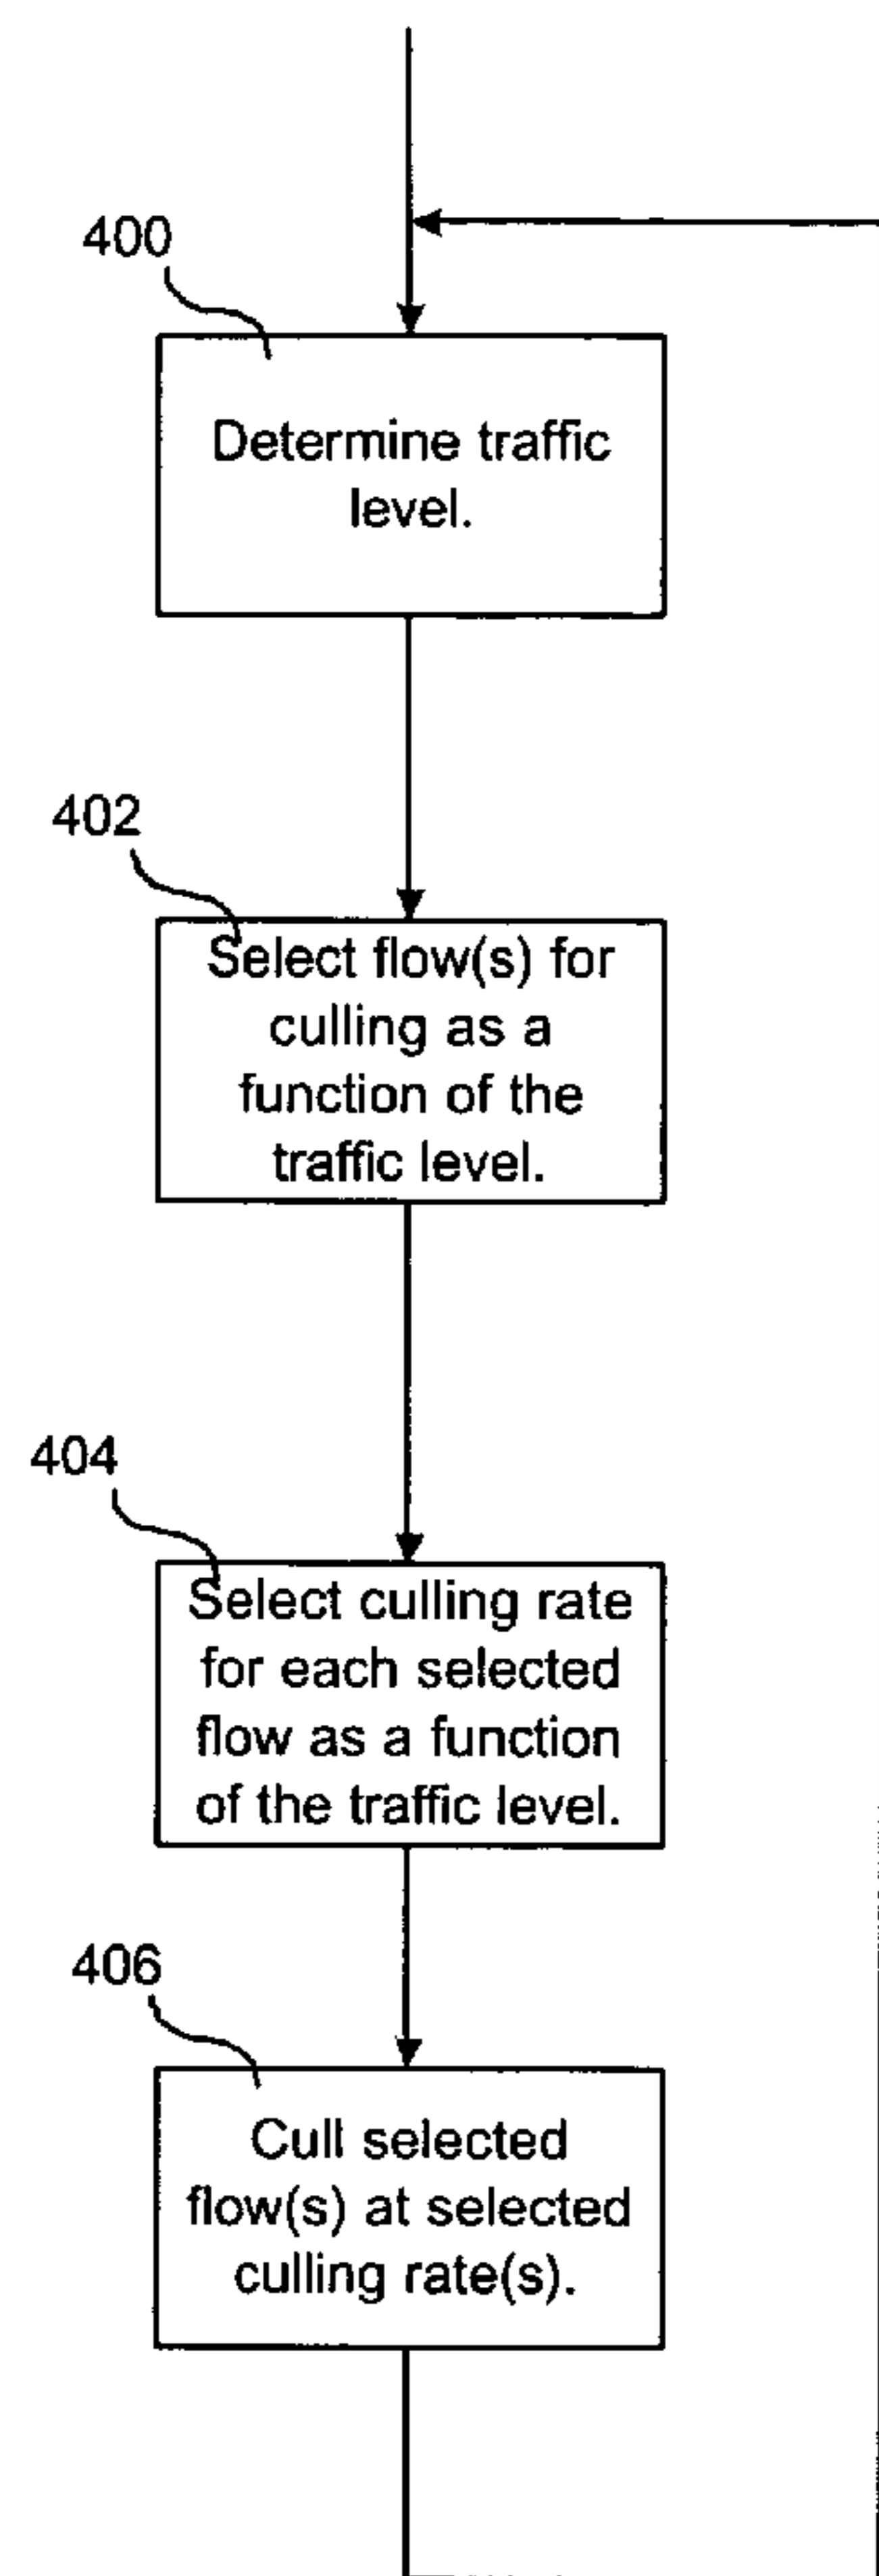 400
Determine traffic
level.
402
Select flow(s) for
culling as a
function of the
traffic level.
404
Select culling rate
for each selected
flow as a function
of the traffic level.
406
Cull selected
flow(s) at selected
culling rate(s).